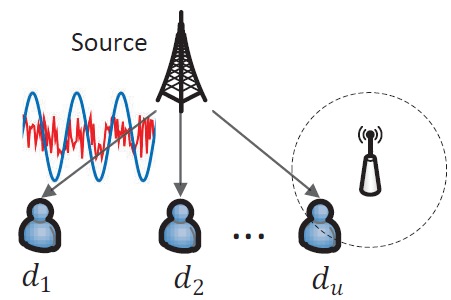 Source
...
d₁ d₂ dᵤ